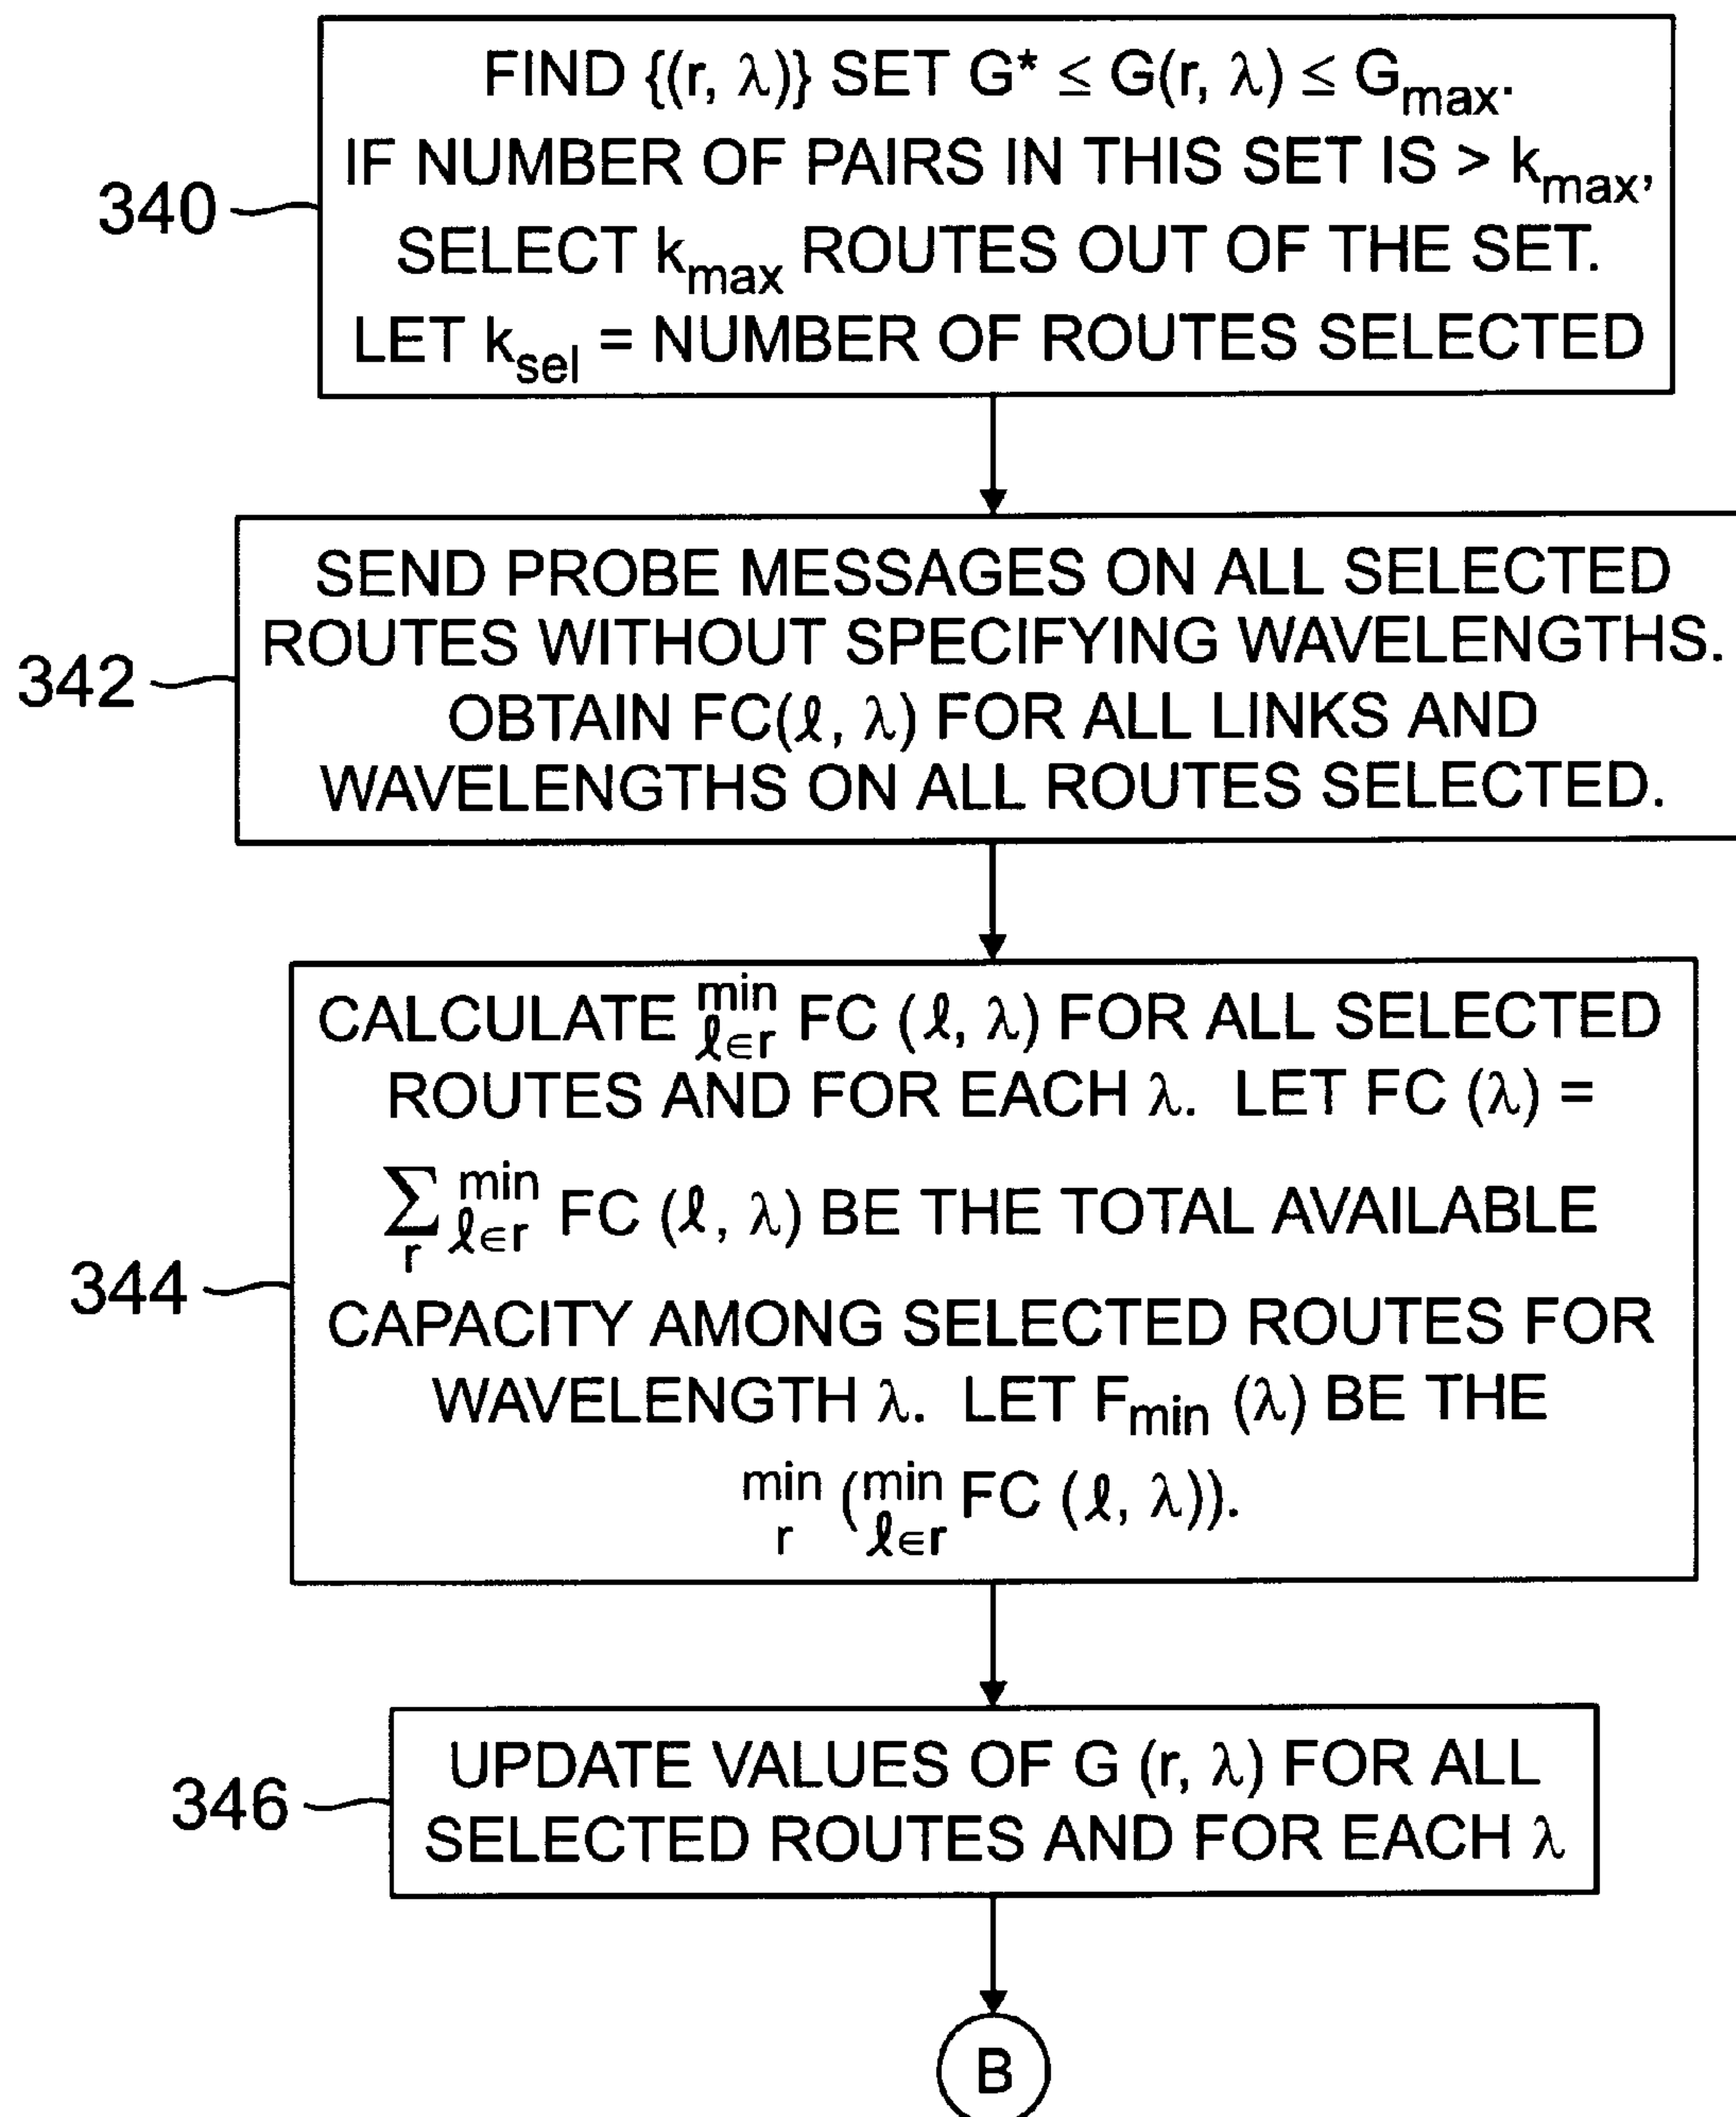 FIND {(r, λ)} SET G* ≤ G(r, λ) ≤ Gmax.
IF NUMBER OF PAIRS IN THIS SET IS > kmax,
340
SELECT kmax ROUTES OUT OF THE SET.
LET ksel = NUMBER OF ROUTES SELECTED
SEND PROBE MESSAGES ON ALL SELECTED
ROUTES WITHOUT SPECIFYING WAVELENGTHS.
342
OBTAIN FC(ℓ, λ) FOR ALL LINKS AND
WAVELENGTHS ON ALL ROUTES SELECTED.
CALCULATE min ℓ∈r FC (ℓ, λ) FOR ALL SELECTED
ROUTES AND FOR EACH λ. LET FC (λ) =
∑ r min ℓ∈r FC (ℓ, λ) BE THE TOTAL AVAILABLE
344
CAPACITY AMONG SELECTED ROUTES FOR
WAVELENGTH λ. LET Fmin (λ) BE THE
min r (min ℓ∈r FC (ℓ, λ)).
UPDATE VALUES OF G (r, λ) FOR ALL
346
SELECTED ROUTES AND FOR EACH λ
B